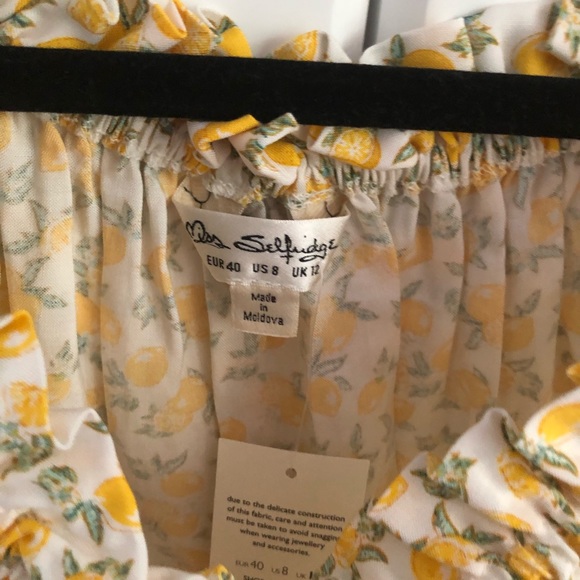 Miss Selfridge
EUR 40 US 8 UK 12
Made
in
Moldova
due to the delicate construction
of this fabric, care and attention
must be taken to avoid snagging
when wearing jewellery
and accessories.
EUR 40 US 8 UK